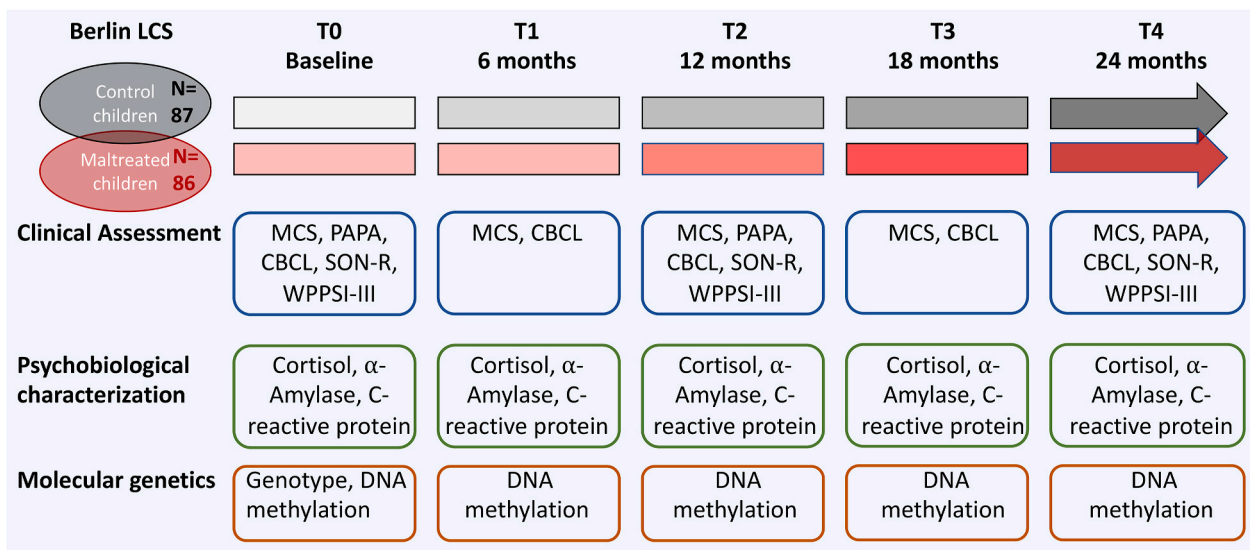 Berlin LCS
T0
Baseline
T1
6 months
T2
12 months
T3
18 months
T4
24 months
Control
children
N=
87
Maltreated
children
N=
86
Clinical Assessment
MCS, PAPA,
CBCL, SON-R,
WPPSI-III
MCS, CBCL
MCS, PAPA,
CBCL, SON-R,
WPPSI-III
MCS, CBCL
MCS, PAPA,
CBCL, SON-R,
WPPSI-III
Psychobiological
characterization
Cortisol, α-
Amylase, C-
reactive protein
Cortisol, α-
Amylase, C-
reactive protein
Cortisol, α-
Amylase, C-
reactive protein
Cortisol, α-
Amylase, C-
reactive protein
Cortisol, α-
Amylase, C-
reactive protein
Molecular genetics
Genotype, DNA
methylation
DNA
methylation
DNA
methylation
DNA
methylation
DNA
methylation